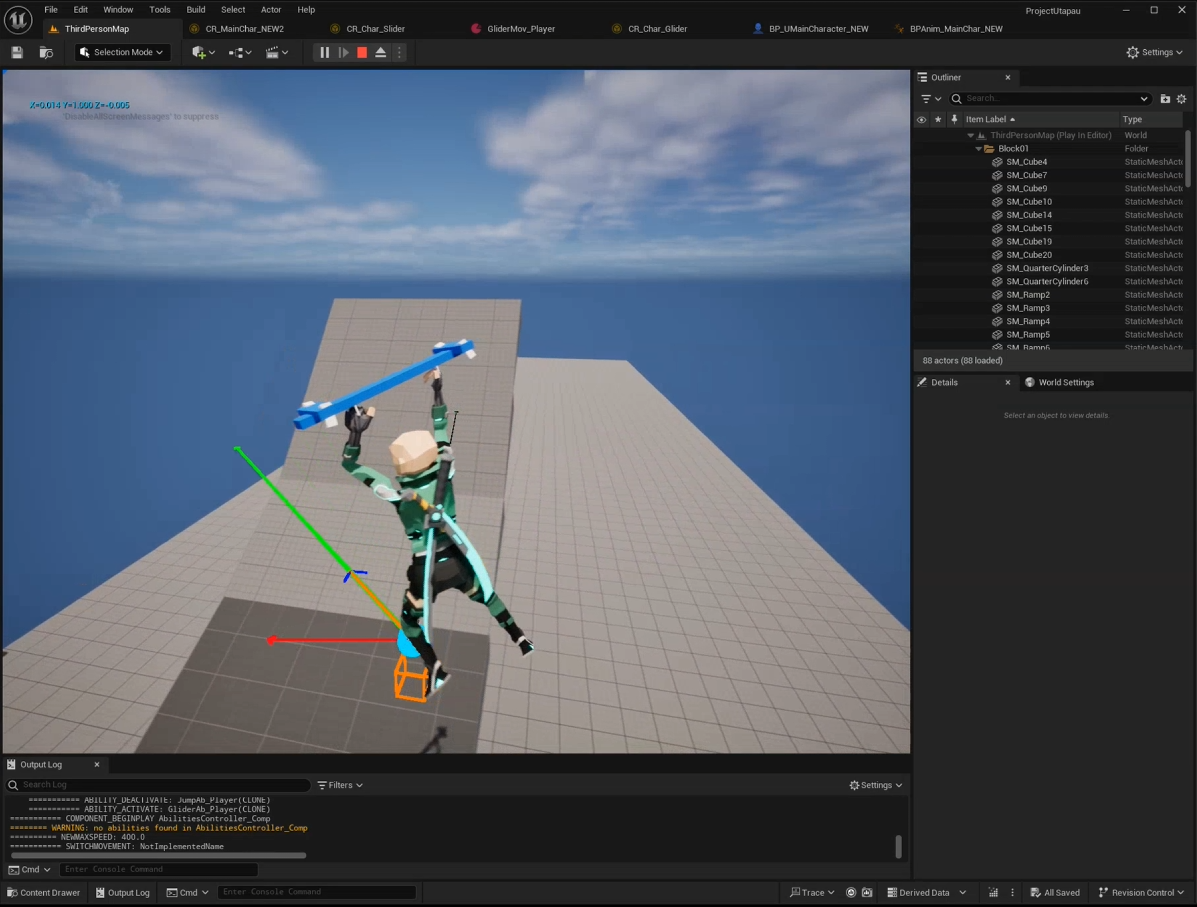 File Edit Window Tools Build Select Actor Help
ProjectUtapau
ThirdPersonMap CR_MainChar_NEW2 CR_Char_Slider GliderMov_Player CR_Char_Glider BP_UMainCharacter_NEW BPAnim_MainChar_NEW
Selection Mode
Settings
X=0.014 Y=1.000 Z=-0.005
'DisableAllScreenMessages' to suppress
Outliner
Search...
Item Label Type
ThirdPersonMap (Play In Editor) World
Block01 Folder
SM_Cube4 StaticMeshActo
SM_Cube7 StaticMeshActo
SM_Cube9 StaticMeshActo
SM_Cube10 StaticMeshActo
SM_Cube14 StaticMeshActo
SM_Cube15 StaticMeshActo
SM_Cube19 StaticMeshActo
SM_Cube20 StaticMeshActo
SM_QuarterCylinder3 StaticMeshActo
SM_QuarterCylinder6 StaticMeshActo
SM_Ramp2 StaticMeshActo
SM_Ramp3 StaticMeshActo
SM_Ramp4 StaticMeshActo
SM_Ramp5 StaticMeshActo
SM_Ramp6 StaticMeshActo
88 actors (88 loaded)
Details World Settings
Select an object to view details.
Output Log
Search Log Filters Settings
=========== ABILITY_DEACTIVATE: JumpAb_Player(CLONE)
=========== ABILITY_ACTIVATE: GliderAb_Player(CLONE)
=========== COMPONENT_BEGINPLAY AbilitiesController_Comp
======== WARNING: no abilities found in AbilitiesController_Comp
========== NEWMAXSPEED: 400.0
=========== SWITCHMOVEMENT: NotImplementedName
Cmd Enter Console Command
Content Drawer Output Log Cmd Enter Console Command Trace Derived Data All Saved Revision Control